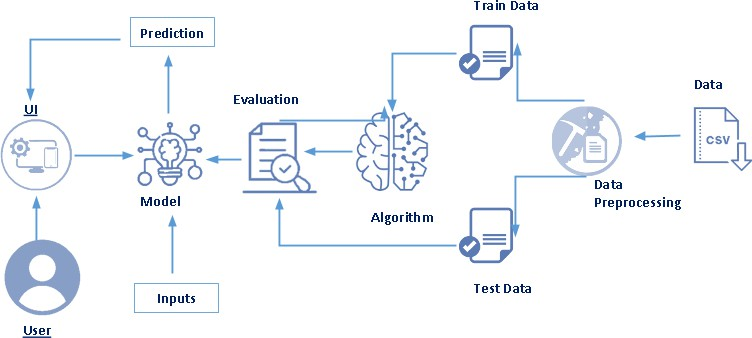 Train Data
Prediction
Data
Evaluation
UI
CSV
Model
Algorithm
Data
Preprocessing
Inputs
Test Data
User